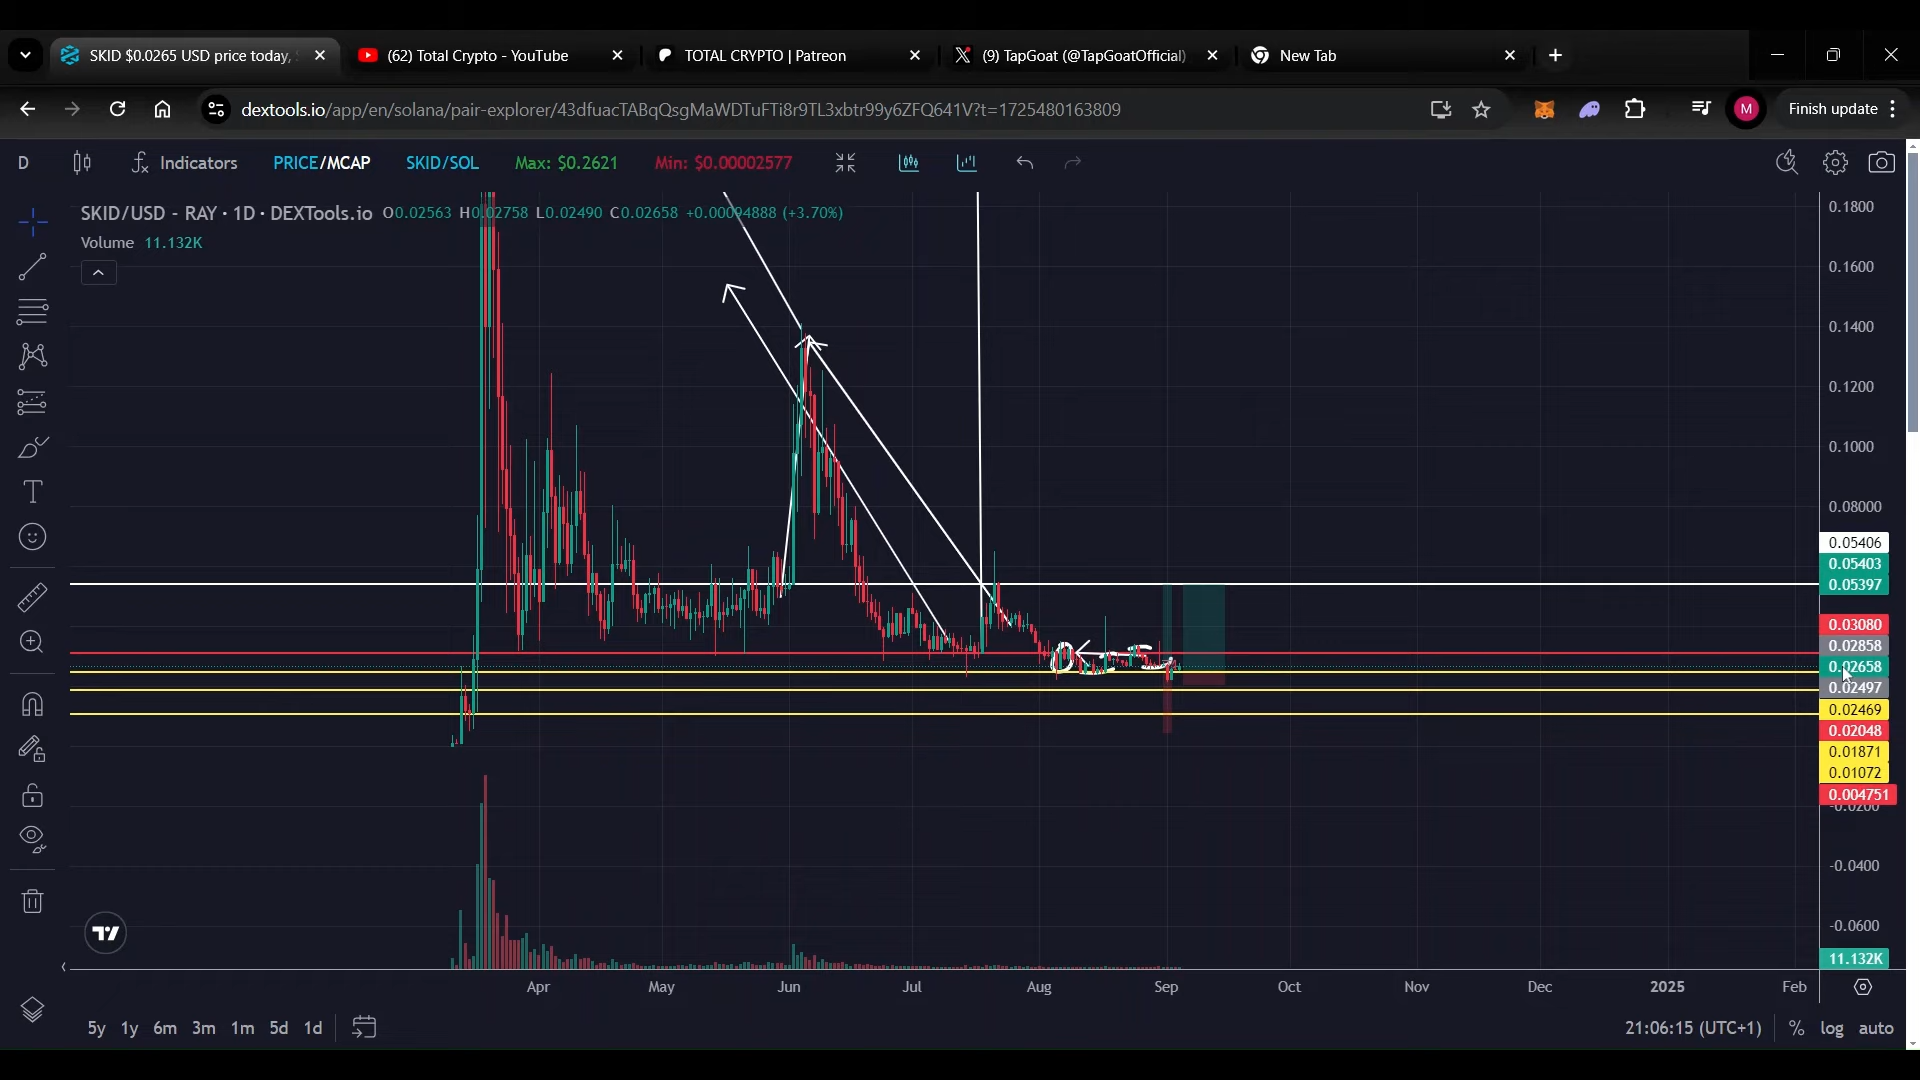 SKID $0.0265 USD price today,
(62) Total Crypto - YouTube
TOTAL CRYPTO | Patreon
(9) TapGoat (@TapGoatOfficial)
New Tab
dextools.io/app/en/solana/pair-explorer/43dfuacTABqQsgMaWDTuFTi8r9TL3xbtr99y6ZFQ641V?t=1725480163809
M
Finish update
D
Indicators
PRICE/MCAP
SKID/SOL
Max: $0.2621
Min: $0.00002577
SKID/USD - RAY · 1D · DEXTools.io O0.02563 H0.02758 L0.02490 C0.02658 +0.00094888 (+3.70%)
Volume 11.132K
0.1800
0.1600
0.1400
0.1200
0.1000
0.08000
0.05406
0.05403
0.05397
0.03080
0.02858
0.02658
0.02497
0.02469
0.02048
0.01871
0.01072
0.004751
-0.0200
-0.0400
-0.0600
11.132K
Apr May Jun Jul Aug Sep Oct Nov Dec 2025 Feb
5y 1y 6m 3m 1m 5d 1d
21:06:15 (UTC+1) % log auto